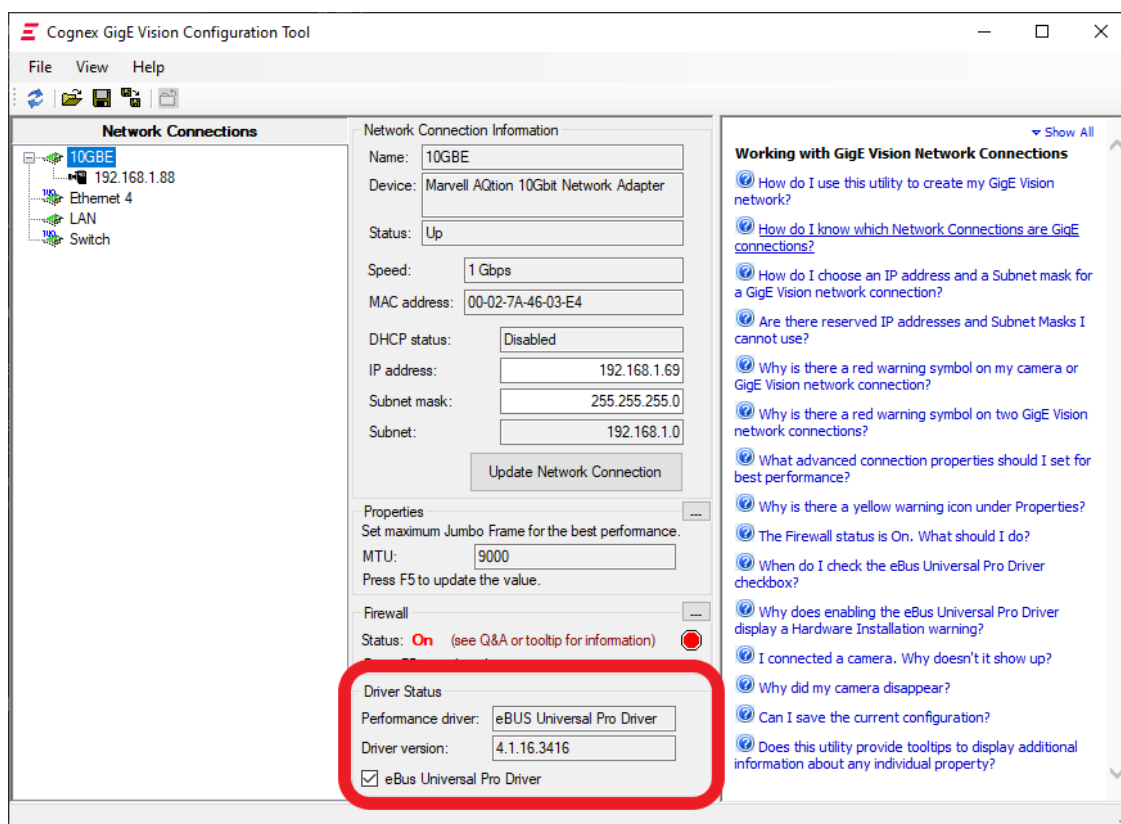 Cognex GigE Vision Configuration Tool
File View Help
Network Connections
10GBE
192.168.1.88
Ethernet 4
LAN
Switch
Network Connection Information
Name: 10GBE
Device: Marvell AQtion 10Gbit Network Adapter
Status: Up
Speed: 1 Gbps
MAC address: 00-02-7A-46-03-E4
DHCP status: Disabled
IP address: 192.168.1.69
Subnet mask: 255.255.255.0
Subnet: 192.168.1.0
Update Network Connection
Properties ...
Set maximum Jumbo Frame for the best performance.
MTU: 9000
Press F5 to update the value.
Firewall ...
Status: On (see Q&A or tooltip for information)
Driver Status
Performance driver: eBUS Universal Pro Driver
Driver version: 4.1.16.3416
eBus Universal Pro Driver
Show All
Working with GigE Vision Network Connections
How do I use this utility to create my GigE Vision
network?
How do I know which Network Connections are GigE
connections?
How do I choose an IP address and a Subnet mask for
a GigE Vision network connection?
Are there reserved IP addresses and Subnet Masks I
cannot use?
Why is there a red warning symbol on my camera or
GigE Vision network connection?
Why is there a red warning symbol on two GigE Vision
network connections?
What advanced connection properties should I set for
best performance?
Why is there a yellow warning icon under Properties?
The Firewall status is On. What should I do?
When do I check the eBus Universal Pro Driver
checkbox?
Why does enabling the eBus Universal Pro Driver
display a Hardware Installation warning?
I connected a camera. Why doesn't it show up?
Why did my camera disappear?
Can I save the current configuration?
Does this utility provide tooltips to display additional
information about any individual property?